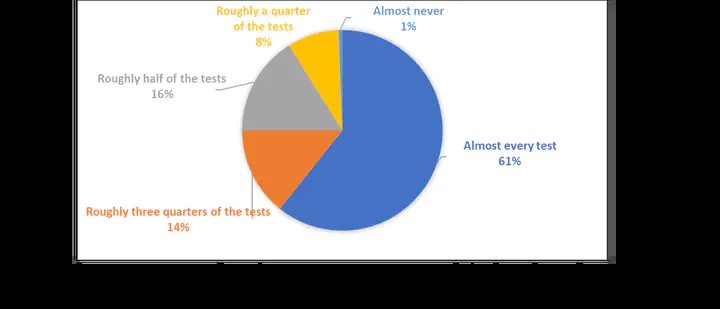 Roughly a quarter
of the tests
8%
Almost never
1%
Roughly half of the tests
16%
Almost every test
61%
Roughly three quarters of the tests
14%